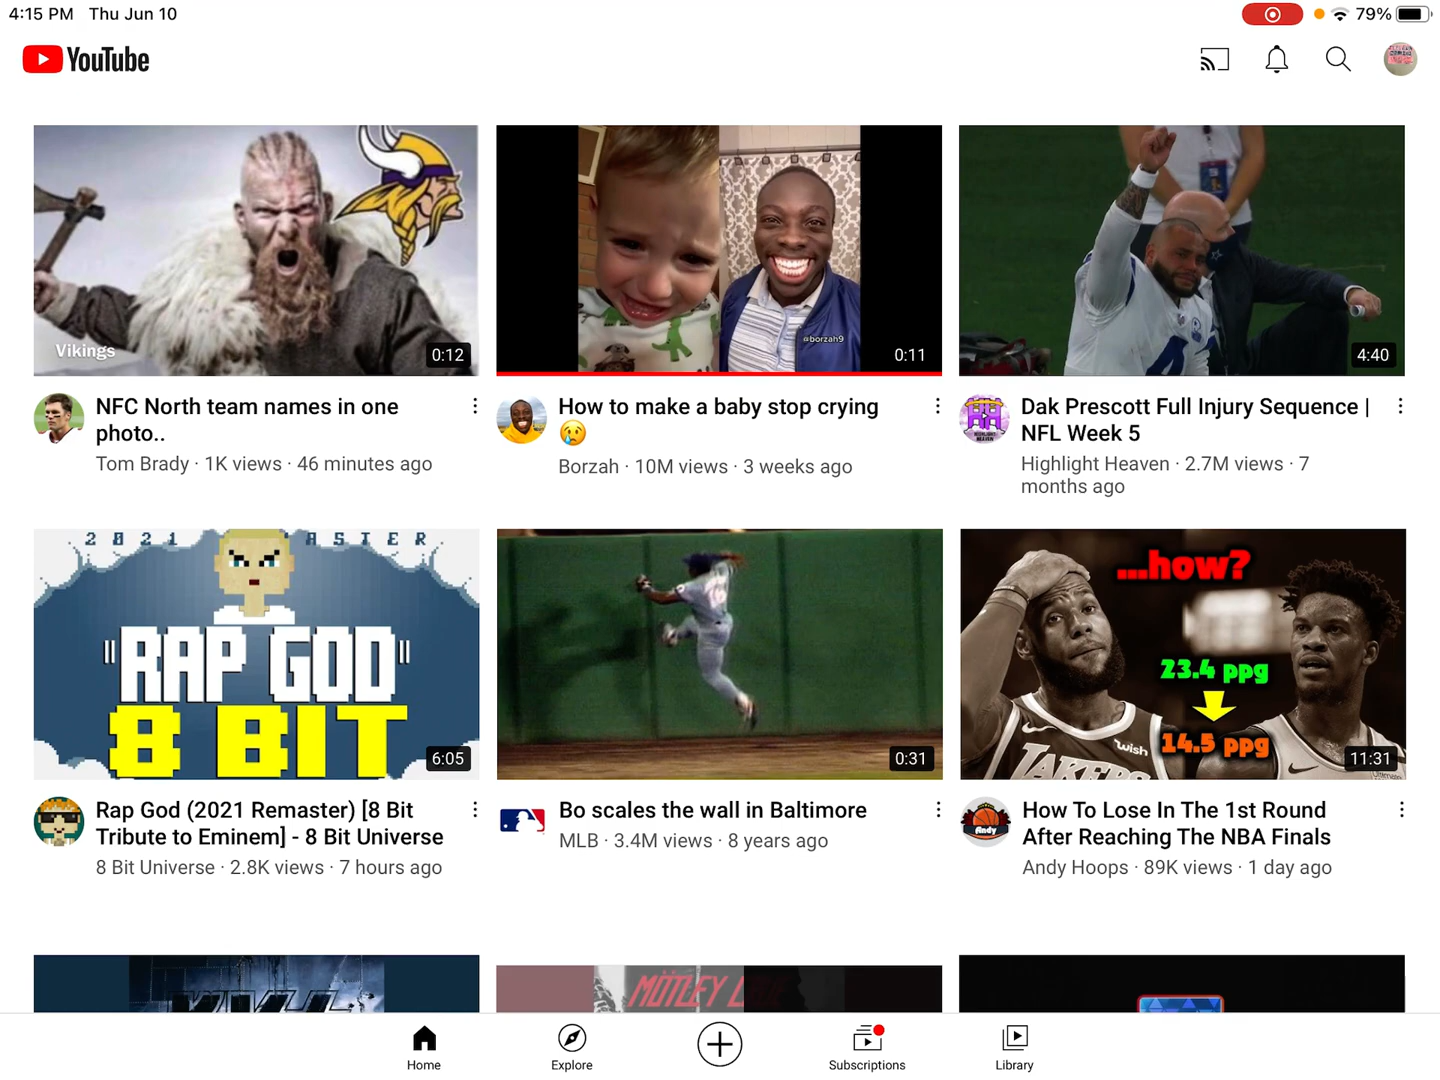 4:15 PM Thu Jun 10
79%
YouTube
Vikings
0:12
@borzah9
0:11
4:40
NFC North team names in one
photo..
Tom Brady · 1K views · 46 minutes ago
How to make a baby stop crying
😢
Borzah · 10M views · 3 weeks ago
Dak Prescott Full Injury Sequence |
NFL Week 5
Highlight Heaven · 2.7M views · 7
months ago
2021
"RAP GOD"
8 BIT
6:05
0:31
...how?
23.4 ppg
14.5 ppg
wish
LAKERS
11:31
Rap God (2021 Remaster) [8 Bit
Tribute to Eminem] - 8 Bit Universe
8 Bit Universe · 2.8K views · 7 hours ago
Bo scales the wall in Baltimore
MLB · 3.4M views · 8 years ago
Andy
How To Lose In The 1st Round
After Reaching The NBA Finals
Andy Hoops · 89K views · 1 day ago
MÖTLEY CRÜE
Home
Explore
Subscriptions
Library